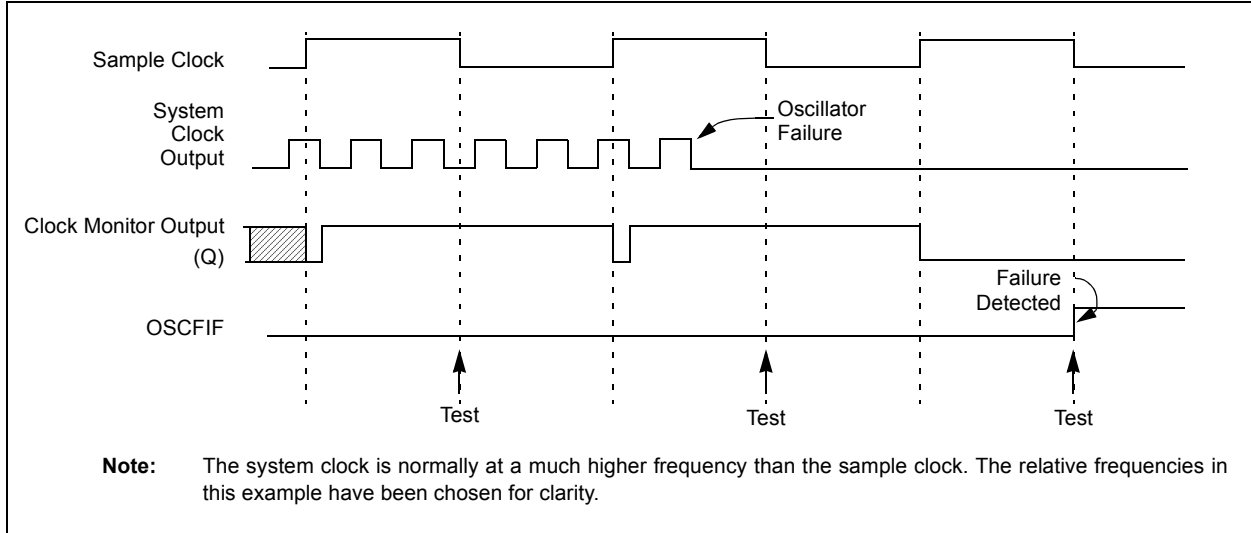 Sample Clock
System
Clock
Output
Oscillator
Failure
Clock Monitor Output
(Q)
Failure
Detected
OSCFIF
Test
Test
Test
Note: The system clock is normally at a much higher frequency than the sample clock. The relative frequencies in
this example have been chosen for clarity.